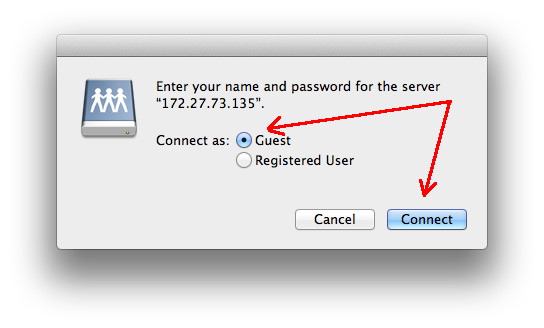 Enter your name and password for the server
“172.27.73.135”.
Connect as: Guest
Registered User
Cancel Connect